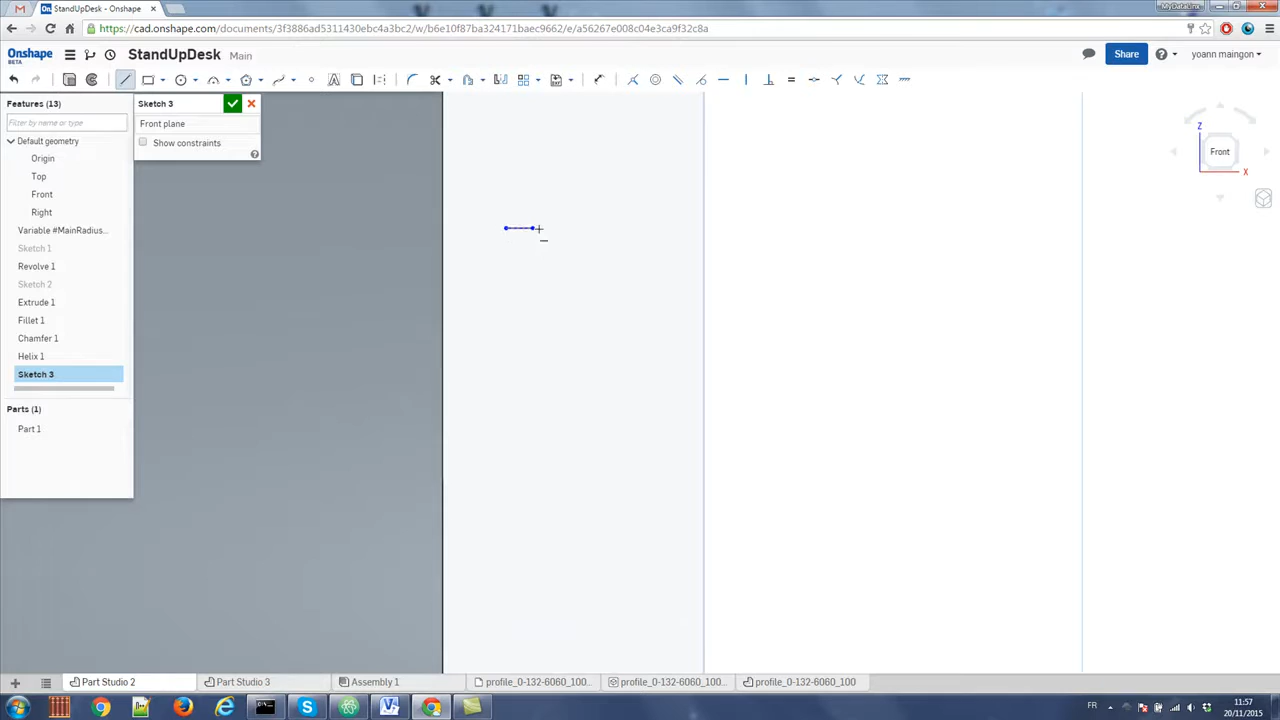 MyDataLinx
StandUpDesk - Onshape
https://cad.onshape.com/documents/3f3886ad5311430ebc4a3bc2/w/b6e10f87ba324171baec9662/e/a56267e008c04d3ca9f32c8a
Onshape
BETA
StandUpDesk Main
Share
yoann maingon
Features (13)
Filter by name or type
Default geometry
Origin
Top
Front
Right
Variable #MainRadius...
Sketch 1
Revolve 1
Sketch 2
Extrude 1
Fillet 1
Chamfer 1
Helix 1
Sketch 3
Parts (1)
Part 1
Sketch 3
Front plane
Show constraints
Z
Front
X
Part Studio 2
Part Studio 3
Assembly 1
profile_0-132-6060_100...
profile_0-132-6060_100...
profile_0-132-6060_100
FR
11:57
20/11/2015